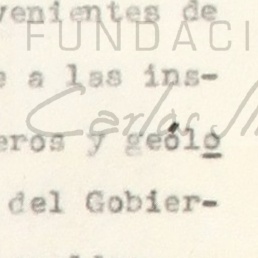 venientes de
FUNDACI
e a las ins-
Carlos
eros y geólo
del Gobier-